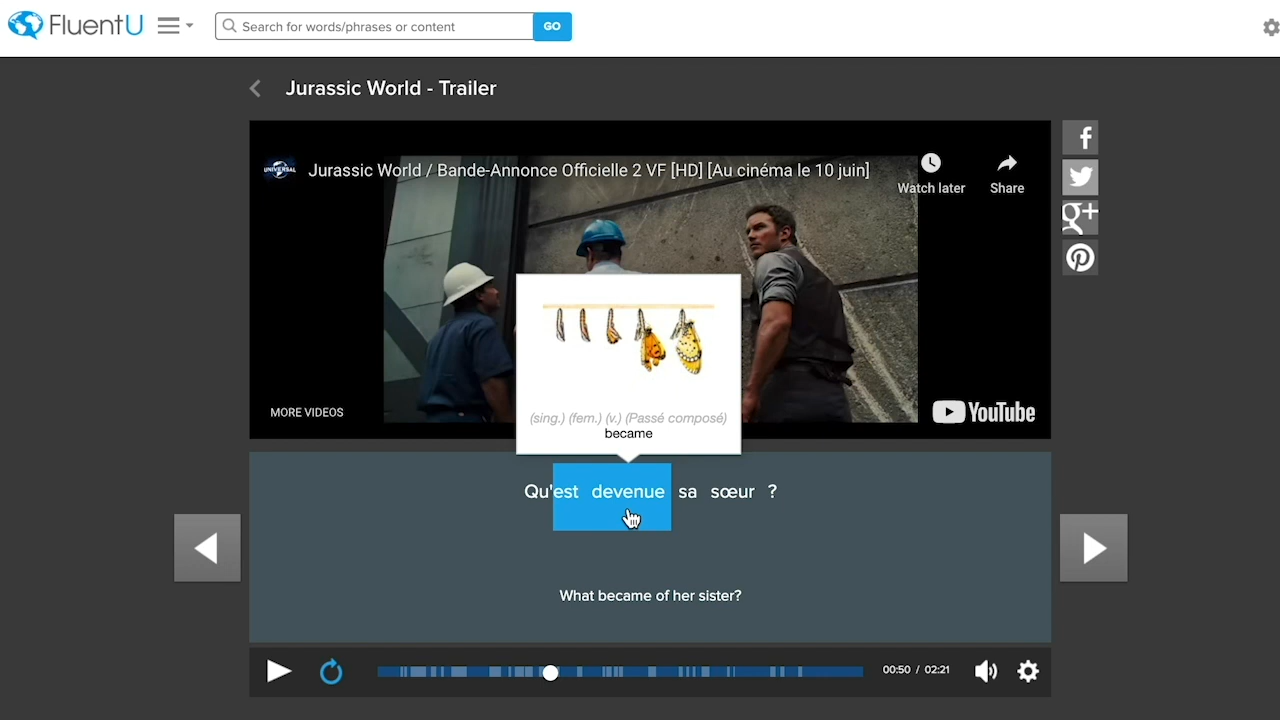 FluentU
Search for words/phrases or content
GO
Jurassic World - Trailer
UNIVERSAL
Jurassic World / Bande-Annonce Officielle 2 VF [HD] [Au cinéma le 10 juin]
Watch later
Share
f
g+
MORE VIDEOS
YouTube
(sing.) (fem.) (v.) (Passé composé)
became
Qu'est devenue sa sœur ?
What became of her sister?
00:50 / 02:21